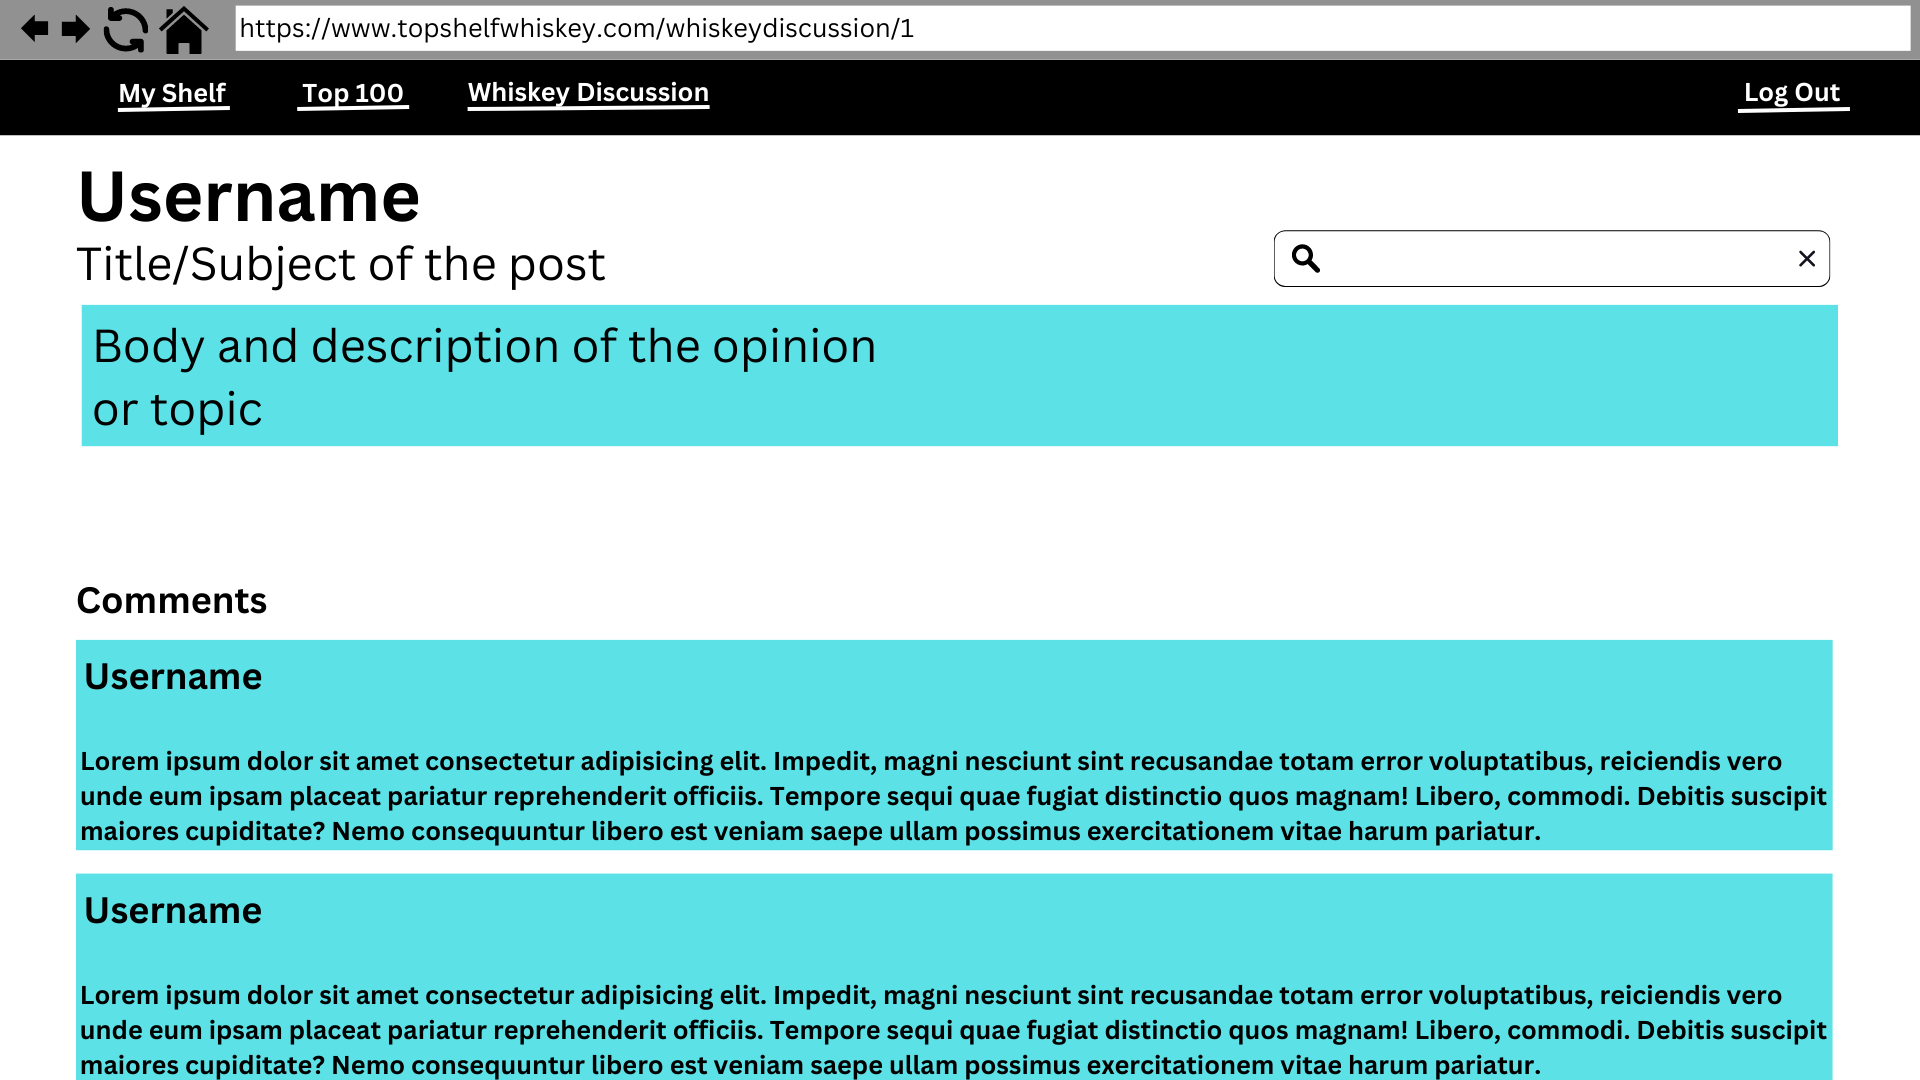 https://www.topshelfwhiskey.com/whiskeydiscussion/1
My Shelf Top 100 Whiskey Discussion Log Out
Username
Title/Subject of the post
Body and description of the opinion
or topic
Comments
Username
Lorem ipsum dolor sit amet consectetur adipisicing elit. Impedit, magni nesciunt sint recusandae totam error voluptatibus, reiciendis vero
unde eum ipsam placeat pariatur reprehenderit officiis. Tempore sequi quae fugiat distinctio quos magnam! Libero, commodi. Debitis suscipit
maiores cupiditate? Nemo consequuntur libero est veniam saepe ullam possimus exercitationem vitae harum pariatur.
Username
Lorem ipsum dolor sit amet consectetur adipisicing elit. Impedit, magni nesciunt sint recusandae totam error voluptatibus, reiciendis vero
unde eum ipsam placeat pariatur reprehenderit officiis. Tempore sequi quae fugiat distinctio quos magnam! Libero, commodi. Debitis suscipit
maiores cupiditate? Nemo consequuntur libero est veniam saepe ullam possimus exercitationem vitae harum pariatur.